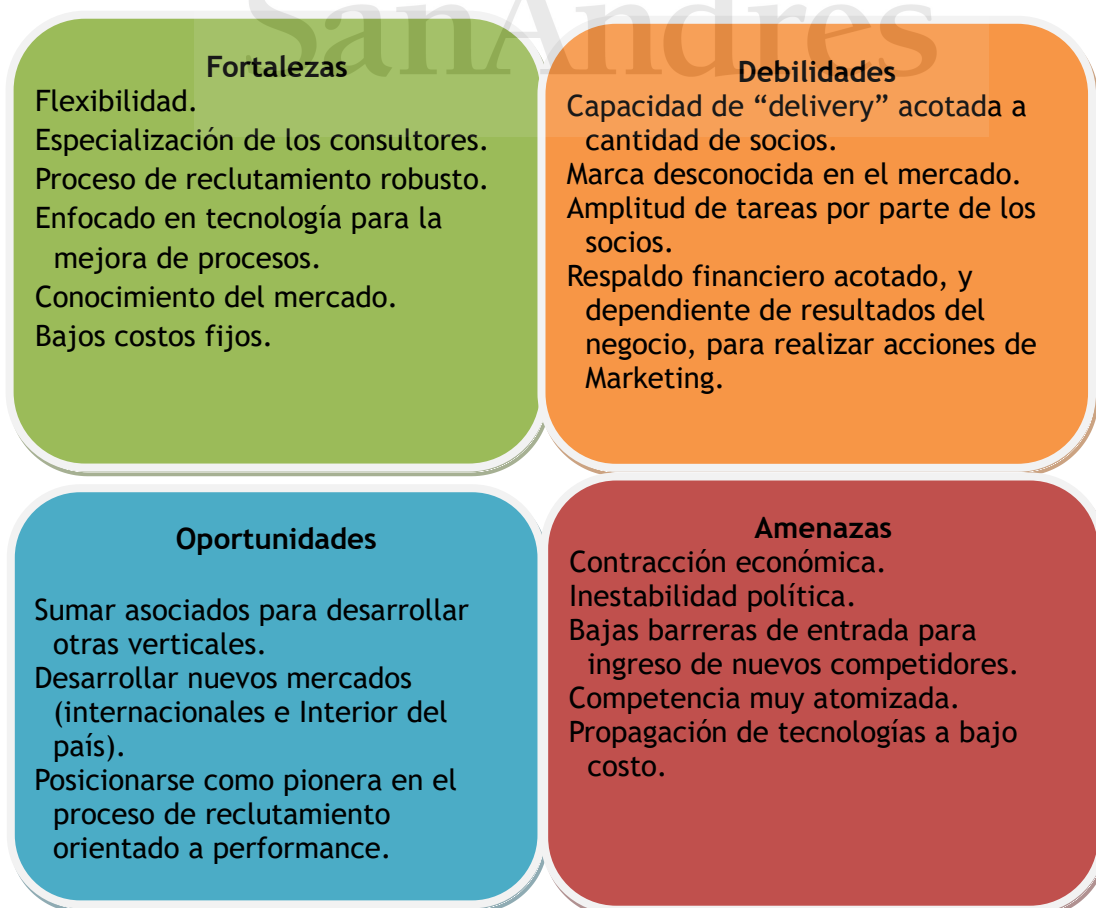 SanAndres
Fortalezas
Flexibilidad.
Especialización de los consultores.
Proceso de reclutamiento robusto.
Enfocado en tecnología para la
mejora de procesos.
Conocimiento del mercado.
Bajos costos fijos.
Debilidades
Capacidad de “delivery” acotada a
cantidad de socios.
Marca desconocida en el mercado.
Amplitud de tareas por parte de los
socios.
Respaldo financiero acotado, y
dependiente de resultados del
negocio, para realizar acciones de
Marketing.
Oportunidades
Sumar asociados para desarrollar
otras verticales.
Desarrollar nuevos mercados
(internacionales e Interior del
país).
Posicionarse como pionera en el
proceso de reclutamiento
orientado a performance.
Amenazas
Contracción económica.
Inestabilidad política.
Bajas barreras de entrada para
ingreso de nuevos competidores.
Competencia muy atomizada.
Propagación de tecnologías a bajo
costo.